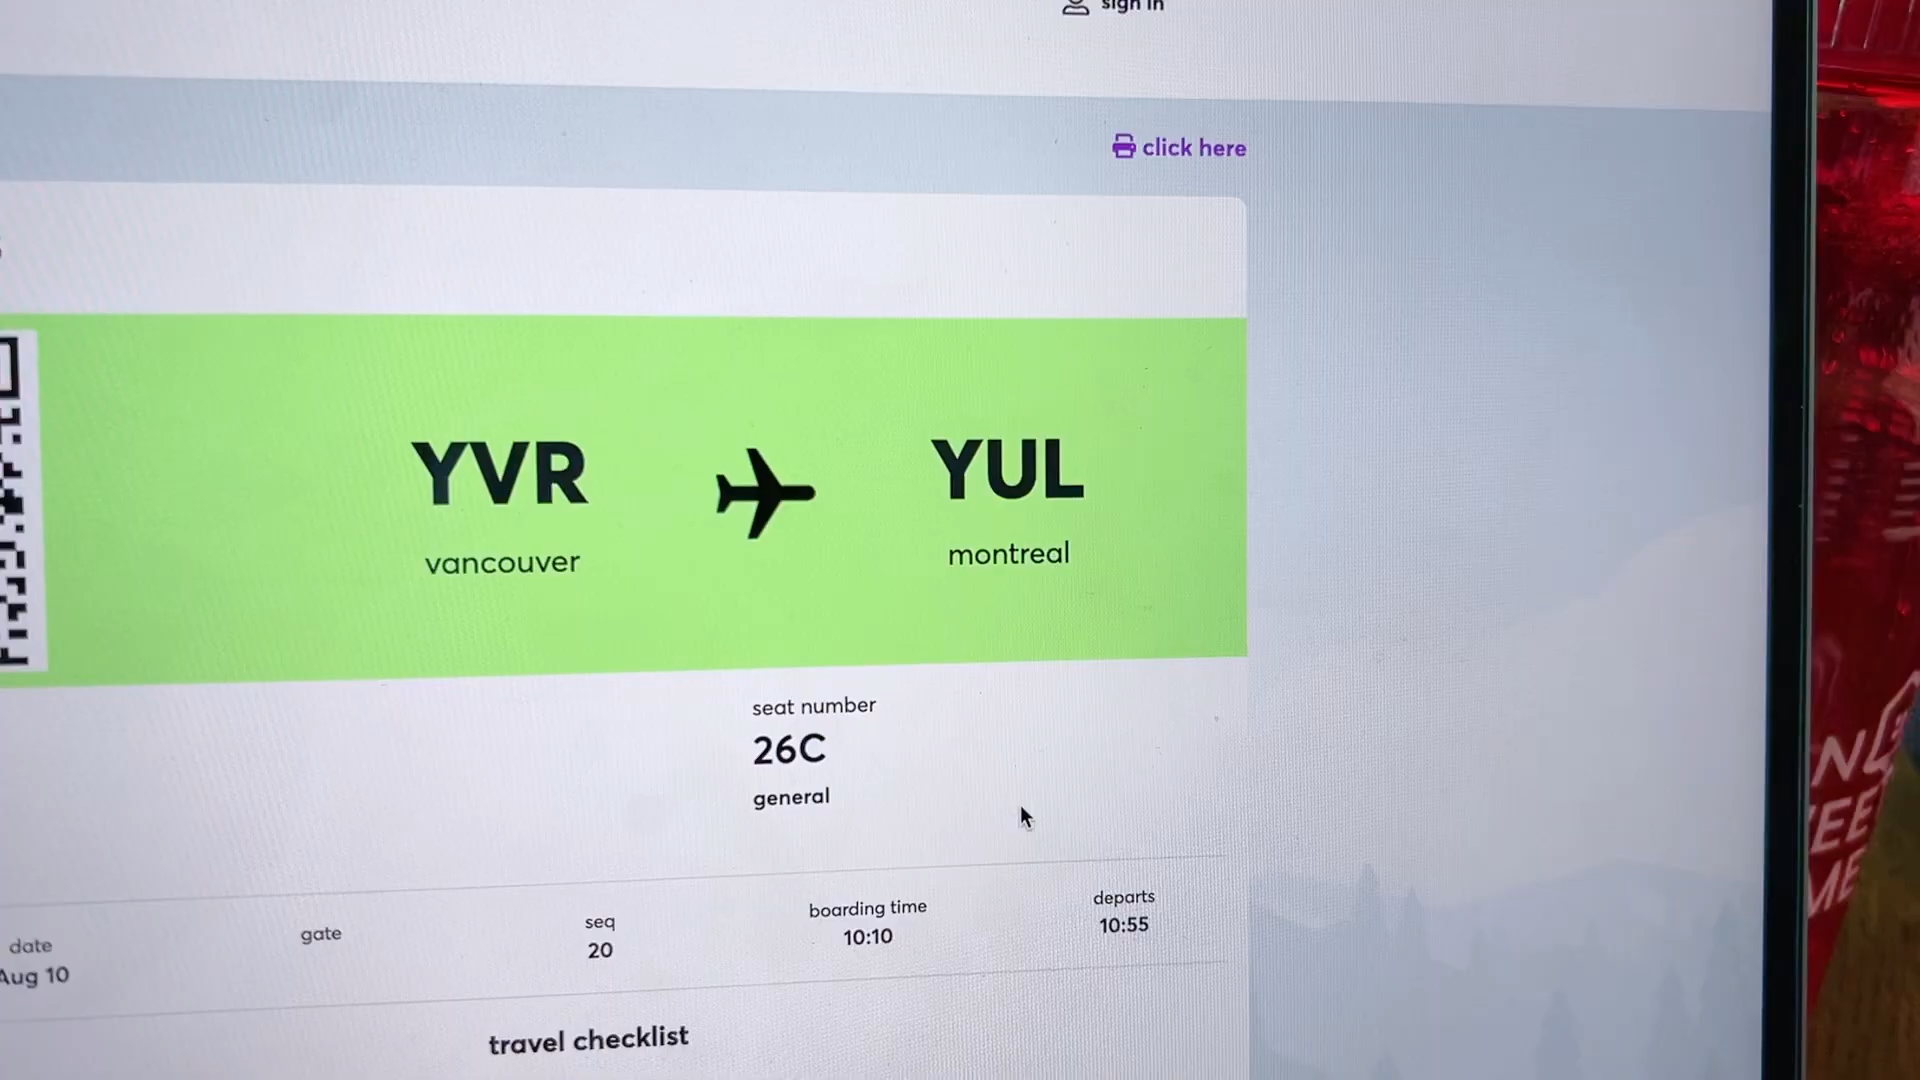 sign in
click here
YVR
YUL
vancouver
montreal
seat number
26C
general
date
gate
seq
boarding time
departs
Aug 10
20
10:10
10:55
travel checklist